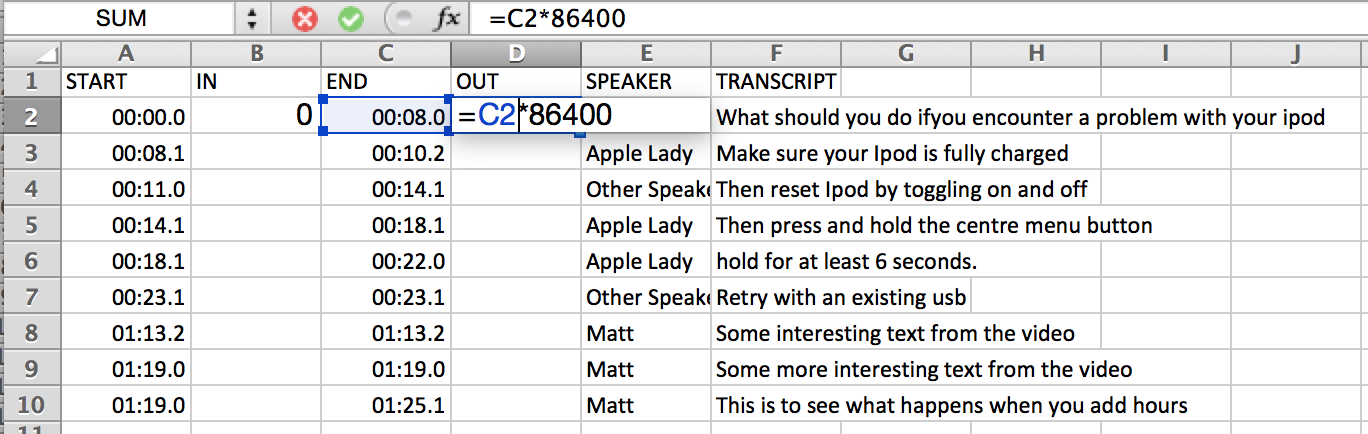 SUM fx =C2*86400
A B C D E F G H I J
1 START IN END OUT SPEAKER TRANSCRIPT
2 00:00.0 0 00:08.0 =C2*86400 What should you do ifyou encounter a problem with your ipod
3 00:08.1 00:10.2 Apple Lady Make sure your Ipod is fully charged
4 00:11.0 00:14.1 Other Speake Then reset Ipod by toggling on and off
5 00:14.1 00:18.1 Apple Lady Then press and hold the centre menu button
6 00:18.1 00:22.0 Apple Lady hold for at least 6 seconds.
7 00:23.1 00:23.1 Other Speake Retry with an existing usb
8 01:13.2 01:13.2 Matt Some interesting text from the video
9 01:19.0 01:19.0 Matt Some more interesting text from the video
10 01:19.0 01:25.1 Matt This is to see what happens when you add hours
11